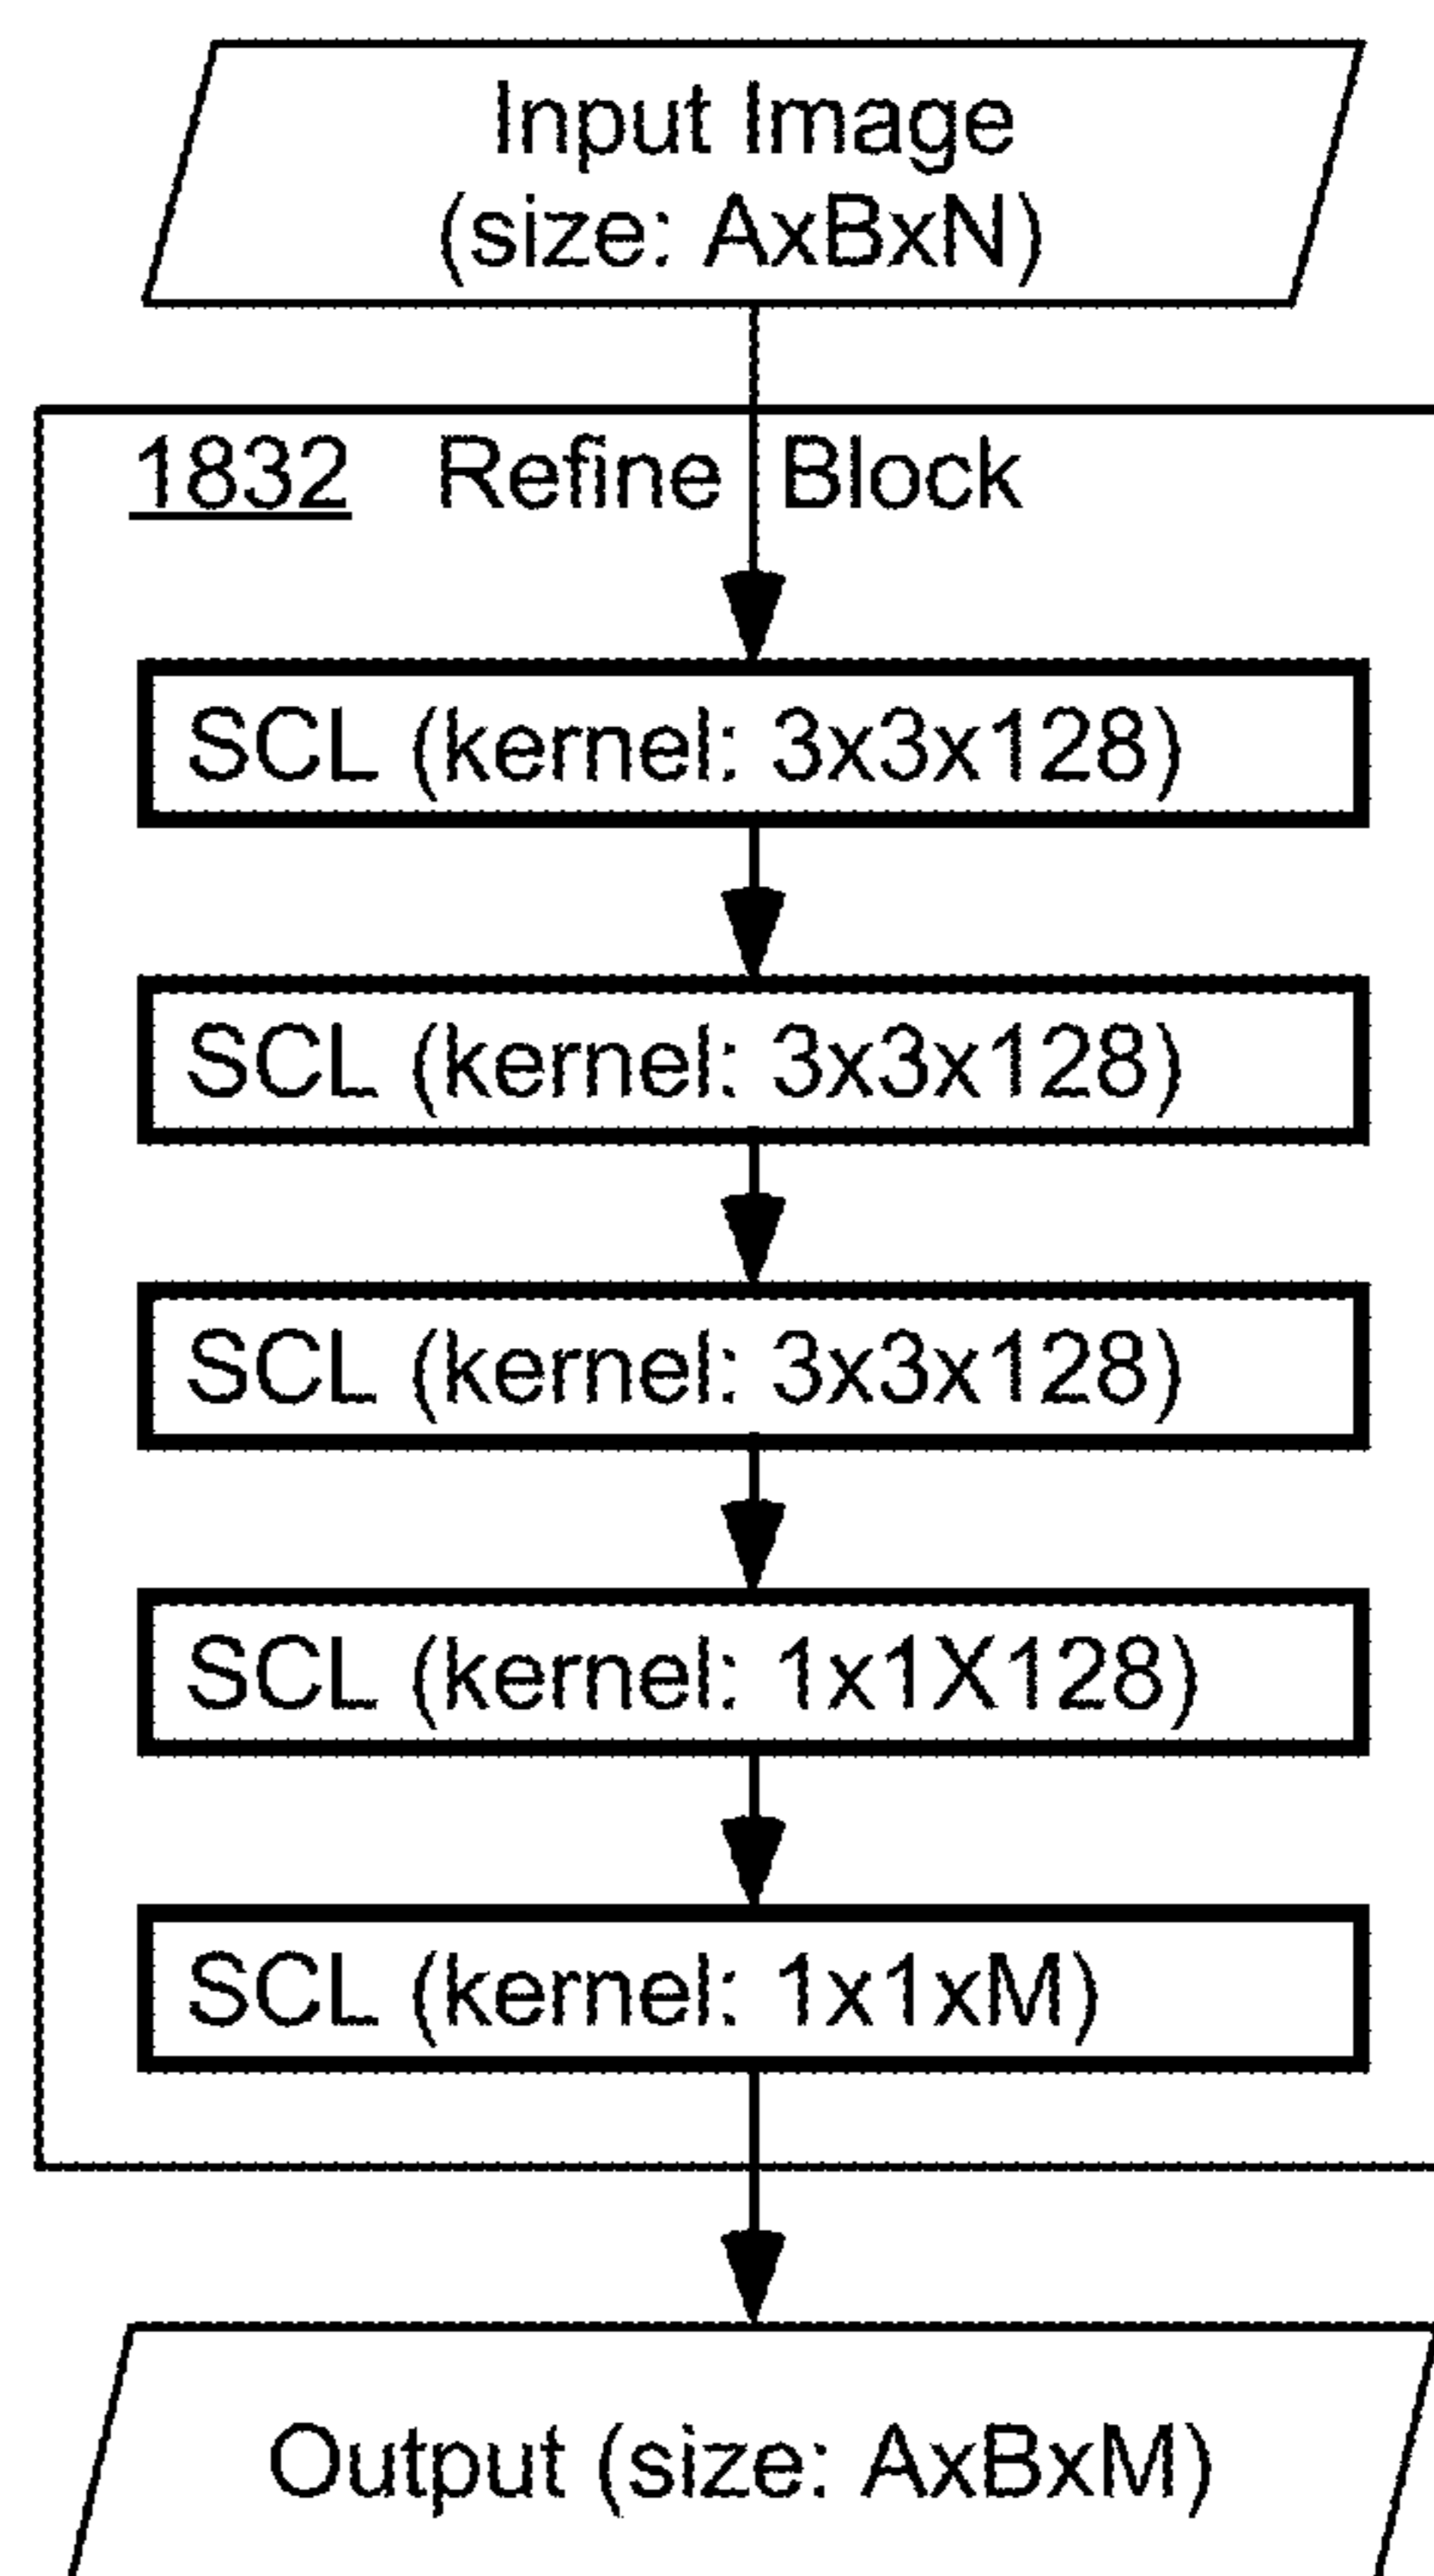 Input Image
(size: AxBxN)
1832 Refine Block
SCL (kernel: 3x3x128)
SCL (kernel: 3x3x128)
SCL (kernel: 3x3x128)
SCL (kernel: 1x1X128)
SCL (kernel: 1x1xM)
Output (size: AxBxM)